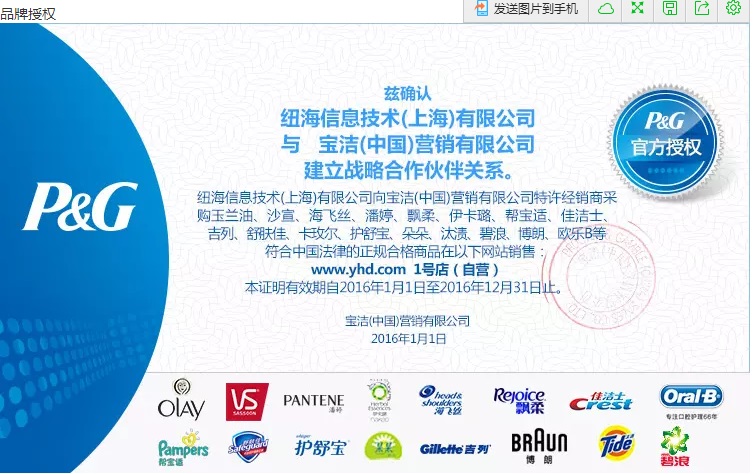 品牌授权
发送图片到手机
兹确认
纽海信息技术(上海)有限公司
与 宝洁(中国)营销有限公司
建立战略合作伙伴关系。
P&G
官方授权
P&G
纽海信息技术(上海)有限公司向宝洁(中国)营销有限公司特许经销商采
购玉兰油、沙宣、海飞丝、潘婷、飘柔、伊卡璐、帮宝适、佳洁士、
吉列、舒肤佳、卡玫尔、护舒宝、朵朵、汰渍、碧浪、博朗、欧乐B等
符合中国法律的正规合格商品在以下网站销售：
www.yhd.com 1号店（自营）
本证明有效期自2016年1月1日至2016年12月31日止。
宝洁(中国)营销有限公司
2016年1月1日
OLAY
VS
SASSOON
PANTENE
潘婷
Herbal
Essences
head&
shoulders
海飞丝
Rejoice
飘柔
佳洁士
Crest
Oral-B
专注口腔护理66年
Pampers
帮宝适
舒肤佳
Safeguard
护舒宝
朵朵
Gillette 吉列
BRAUN
博朗
Tide
碧浪